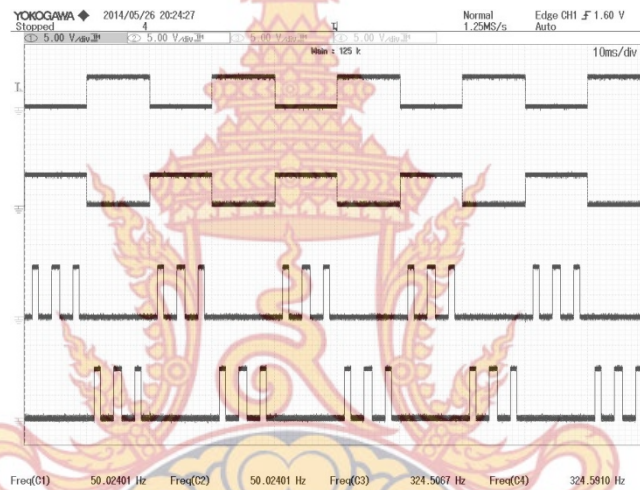 YOKOGAWA 2014/05/26 20:24:27 Normal Edge CH1 1.60 V
Stopped 4 1.25MS/s Auto
1 5.00 V/div 2 5.00 V/div 5.00 V/div 5.00 V/div
Main : 125 k 10ms/div
Freq(C1) 50.02401 Hz Freq(C2) 50.02401 Hz Freq(C3) 324.5067 Hz Freq(C4) 324.5910 Hz